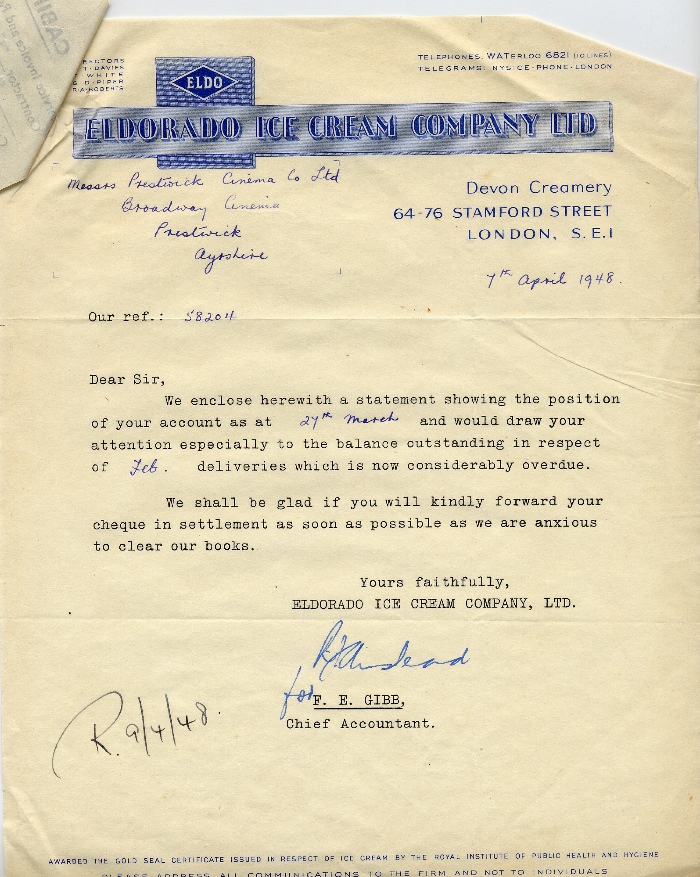 TELEPHONES: WATERLOO 6821 (10 LINES)
TELEGRAMS: NYSICE-PHONE-LONDON
ELDO
ELDORADO ICE CREAM COMPANY LTD
Messrs Prestwick Cinema Co Ltd
Broadway Cinema
Prestwick
Ayrshire
Devon Creamery
64-76 STAMFORD STREET
LONDON, S.E.1
7th April 1948.
Our ref.: 58204
Dear Sir,
We enclose herewith a statement showing the position
of your account as at 27th March and would draw your
attention especially to the balance outstanding in respect
of Feb. deliveries which is now considerably overdue.
We shall be glad if you will kindly forward your
cheque in settlement as soon as possible as we are anxious
to clear our books.
Yours faithfully,
ELDORADO ICE CREAM COMPANY, LTD.
for F. E. GIBB,
Chief Accountant.
R. 9/4/48.
AWARDED THE GOLD SEAL CERTIFICATE ISSUED IN RESPECT OF ICE CREAM BY THE ROYAL INSTITUTE OF PUBLIC HEALTH AND HYGIENE
PLEASE ADDRESS ALL COMMUNICATIONS TO THE FIRM AND NOT TO INDIVIDUALS